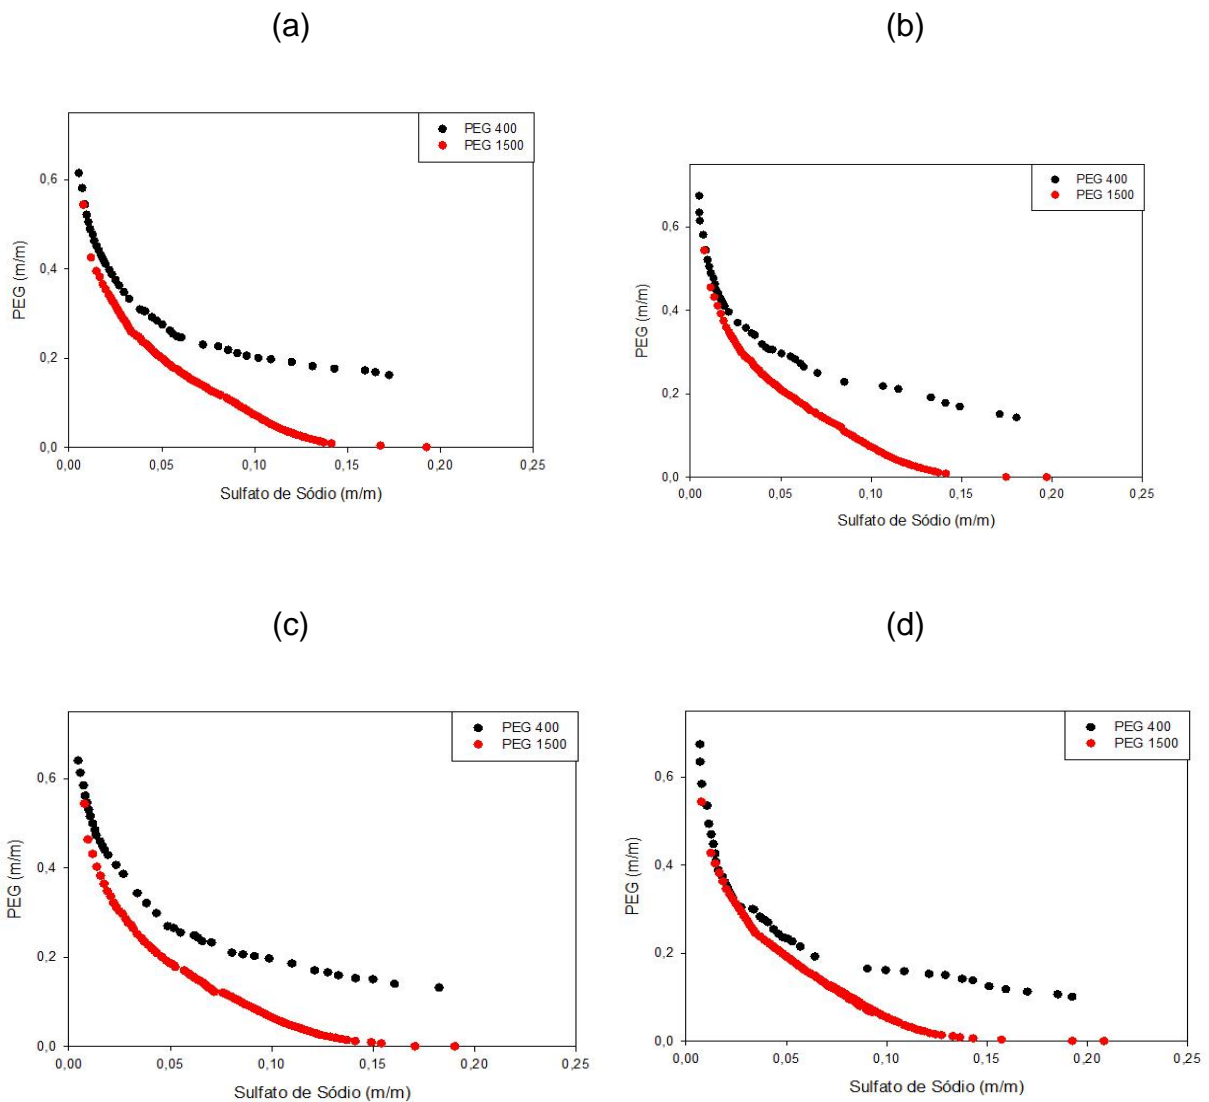 (a)
PEG 400
PEG 1500
0,6
0,4
0,2
0,0
PEG (m/m)
0,00 0,05 0,10 0,15 0,20 0,25
Sulfato de Sódio (m/m)
(b)
PEG 400
PEG 1500
0,6
0,4
0,2
0,0
PEG (m/m)
0,00 0,05 0,10 0,15 0,20 0,25
Sulfato de Sódio (m/m)
(c)
PEG 400
PEG 1500
0,6
0,4
0,2
0,0
PEG (m/m)
0,00 0,05 0,10 0,15 0,20 0,25
Sulfato de Sódio (m/m)
(d)
PEG 400
PEG 1500
0,6
0,4
0,2
0,0
PEG (m/m)
0,00 0,05 0,10 0,15 0,20 0,25
Sulfato de Sódio (m/m)